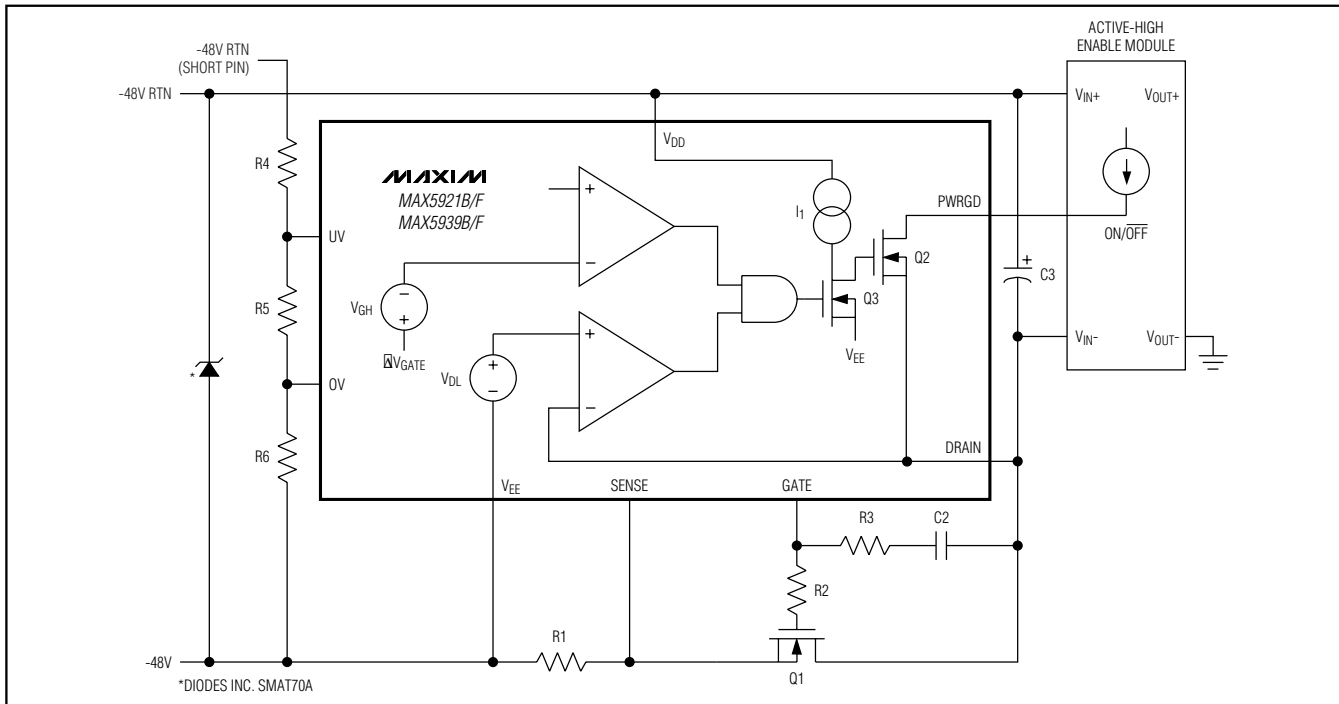 ACTIVE-HIGH
ENABLE MODULE
-48V RTN
(SHORT PIN)
-48V RTN
VIN+
VOUT+
VDD
R4
MAXIM
MAX5921B/F
MAX5939B/F
+
−
I1
PWRGD
ON/OFF
UV
Q2
+
C3
R5
VGH
−
+
ΔVGATE
Q3
VEE
VIN-
VOUT-
*
OV
VDL
+
−
+
−
R6
DRAIN
VEE
SENSE
GATE
R3
C2
R2
-48V
R1
Q1
*DIODES INC. SMAT70A